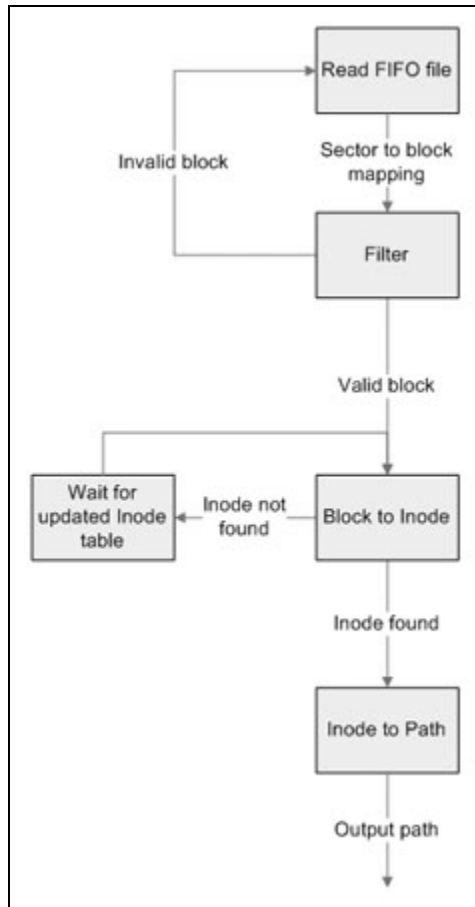 Read FIFO file
Invalid block
Sector to block
mapping
Filter
Valid block
Wait for
updated Inode
table
Inode not
found
Block to Inode
Inode found
Inode to Path
Output path